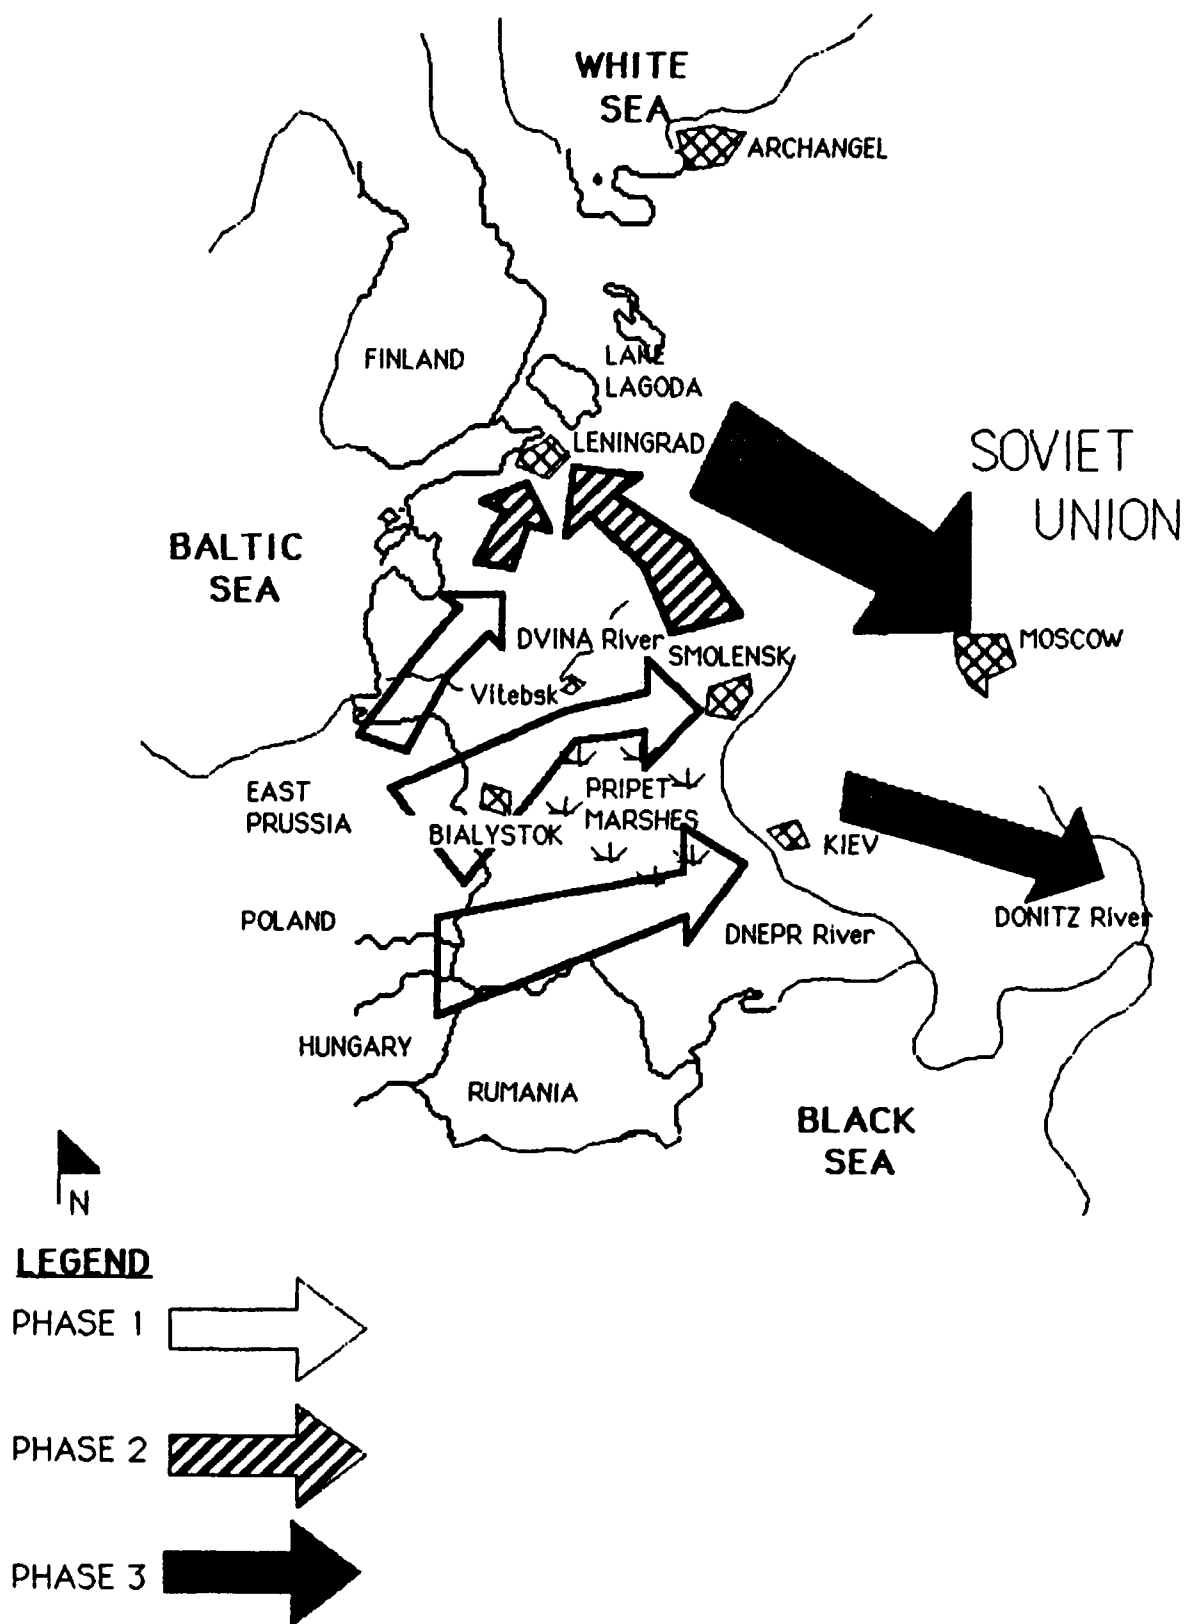 WHITE
SEA
ARCHANGEL
FINLAND
LAKE
LAGODA
LENINGRAD
SOVIET
UNION
BALTIC
SEA
DVINA River
SMOLENSK
MOSCOW
Vitebsk
EAST
PRUSSIA
PRIPET
MARSHES
BIALYSTOK
KIEV
POLAND
DNEPR River
DONITZ River
HUNGARY
RUMANIA
BLACK
SEA
N
LEGEND
PHASE 1
PHASE 2
PHASE 3